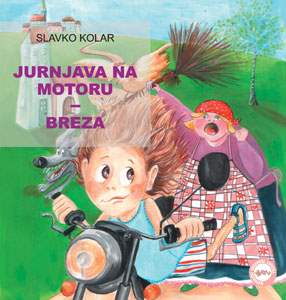 SLAVKO KOLAR
JURNJAVA NA
MOTORU
–
BREZA